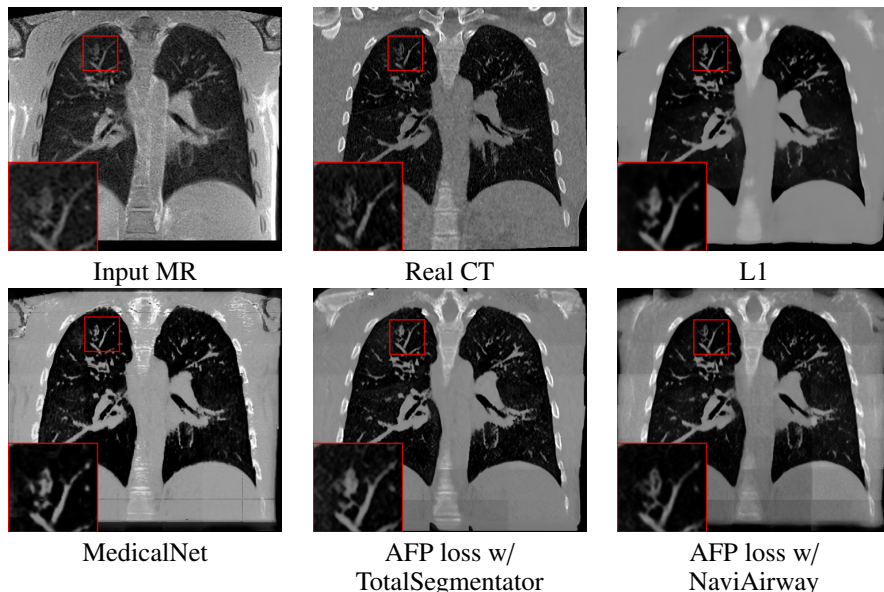 Input MR
Real CT
L1
MedicalNet
AFP loss w/
TotalSegmentator
AFP loss w/
NaviAirway